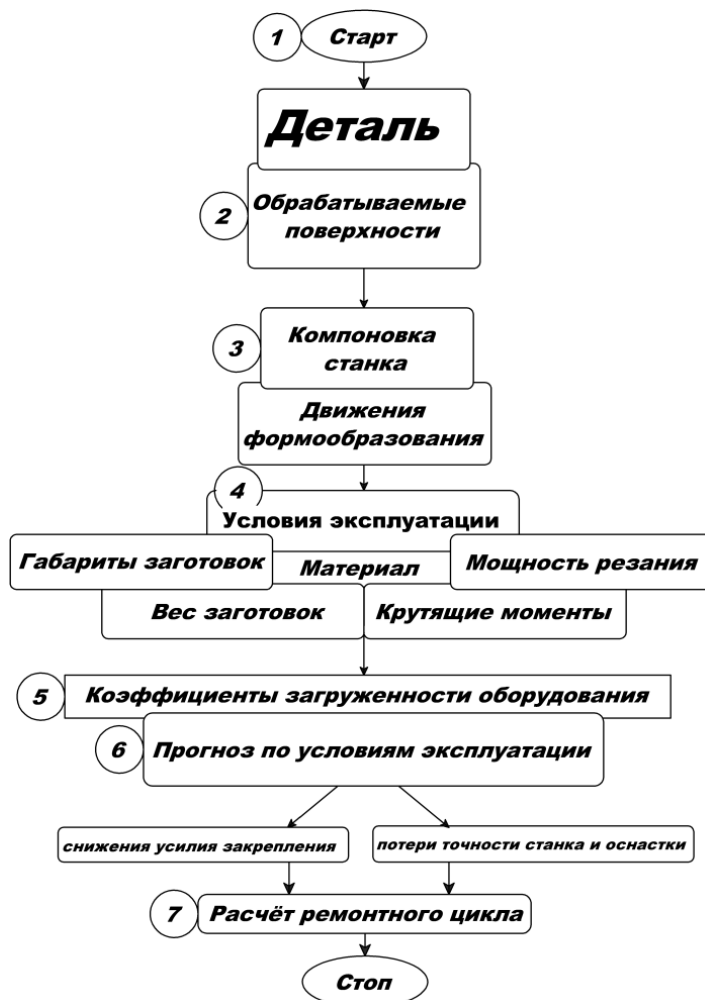 1
Старт
Деталь
2
Обрабатываемые
поверхности
3
Компоновка
станка
Движения
формообразования
4
Условия эксплуатации
Габариты заготовок
Материал
Мощность резания
Вес заготовок
Крутящие моменты
5
Коэффициенты загруженности оборудования
6
Прогноз по условиям эксплуатации
снижения усилия закрепления
потери точности станка и оснастки
7
Расчёт ремонтного цикла
Стоп